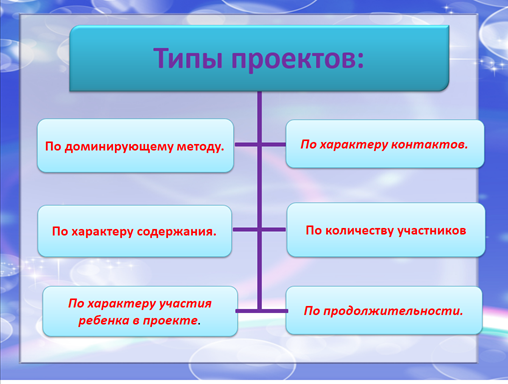 Типы проектов:
По доминирующему методу.
По характеру контактов.
По характеру содержания.
По количеству участников
По характеру участия
ребенка в проекте.
По продолжительности.